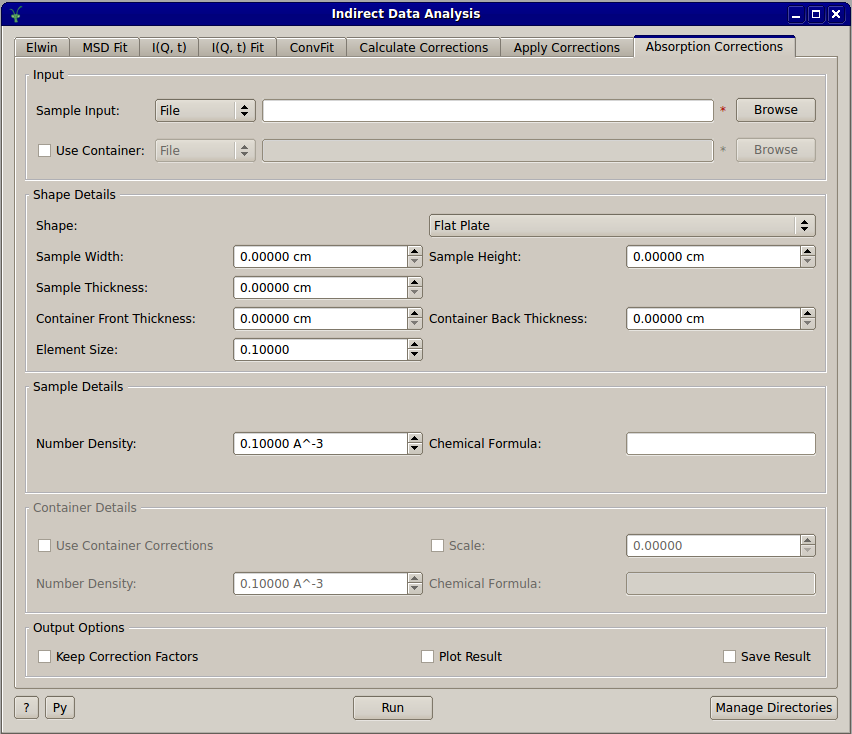 Indirect Data Analysis
Elwin MSD Fit I(Q, t) I(Q, t) Fit ConvFit Calculate Corrections Apply Corrections Absorption Corrections
Input
Sample Input: File * Browse
Use Container: File * Browse
Shape Details
Shape: Flat Plate
Sample Width: 0.00000 cm Sample Height: 0.00000 cm
Sample Thickness: 0.00000 cm
Container Front Thickness: 0.00000 cm Container Back Thickness: 0.00000 cm
Element Size: 0.10000
Sample Details
Number Density: 0.10000 A^-3 Chemical Formula:
Container Details
Use Container Corrections Scale: 0.00000
Number Density: 0.10000 A^-3 Chemical Formula:
Output Options
Keep Correction Factors Plot Result Save Result
? Py Run Manage Directories